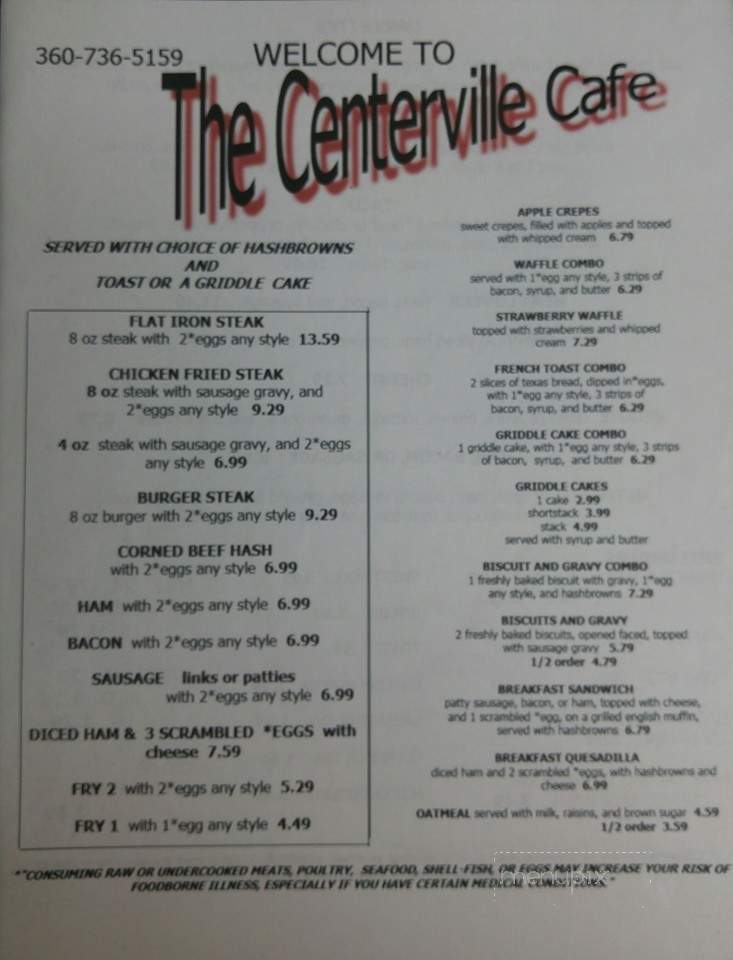 360-736-5159
WELCOME TO
The Centerville Cafe
SERVED WITH CHOICE OF HASHBROWNS
AND
TOAST OR A GRIDDLE CAKE
FLAT IRON STEAK
8 oz steak with 2*eggs any style 13.59
CHICKEN FRIED STEAK
8 oz steak with sausage gravy, and
2*eggs any style 9.29
4 oz steak with sausage gravy, and 2*eggs
any style 6.99
BURGER STEAK
8 oz burger with 2*eggs any style 9.29
CORNED BEEF HASH
with 2*eggs any style 6.99
HAM with 2*eggs any style 6.99
BACON with 2*eggs any style 6.99
SAUSAGE links or patties
with 2*eggs any style 6.99
DICED HAM & 3 SCRAMBLED *EGGS with
cheese 7.59
FRY 2 with 2*eggs any style 5.29
FRY 1 with 1*egg any style 4.49
APPLE CREPES
sweet crepes, filled with apples and topped
with whipped cream 6.79
WAFFLE COMBO
served with 1*egg any style, 3 strips of
bacon, syrup, and butter 6.29
STRAWBERRY WAFFLE
topped with strawberries and whipped
cream 7.29
FRENCH TOAST COMBO
2 slices of texas bread, dipped in*eggs,
with 1*egg any style, 3 strips of
bacon, syrup, and butter 6.29
GRIDDLE CAKE COMBO
1 griddle cake, with 1*egg any style, 3 strips
of bacon, syrup, and butter 6.29
GRIDDLE CAKES
1 cake 2.99
shortstack 3.99
stack 4.99
served with syrup and butter
BISCUIT AND GRAVY COMBO
1 freshly baked biscuit with gravy, 1*egg
any style, and hashbrowns 7.29
BISCUITS AND GRAVY
2 freshly baked biscuits, opened faced, topped
with sausage gravy 5.79
1/2 order 4.79
BREAKFAST SANDWICH
patty sausage, bacon, or ham, topped with cheese,
and 1 scrambled *egg, on a grilled english muffin,
served with hashbrowns 6.79
BREAKFAST QUESADILLA
diced ham and 2 scrambled *eggs, with hashbrowns and
cheese 6.99
OATMEAL served with milk, raisins, and brown sugar 4.59
1/2 order 3.59
*"CONSUMING RAW OR UNDERCOOKED MEATS, POULTRY, SEAFOOD, SHELL-FISH, OR EGGS MAY INCREASE YOUR RISK OF
FOODBORNE ILLNESS, ESPECIALLY IF YOU HAVE CERTAIN MEDICAL CONDITIONS."
menupix